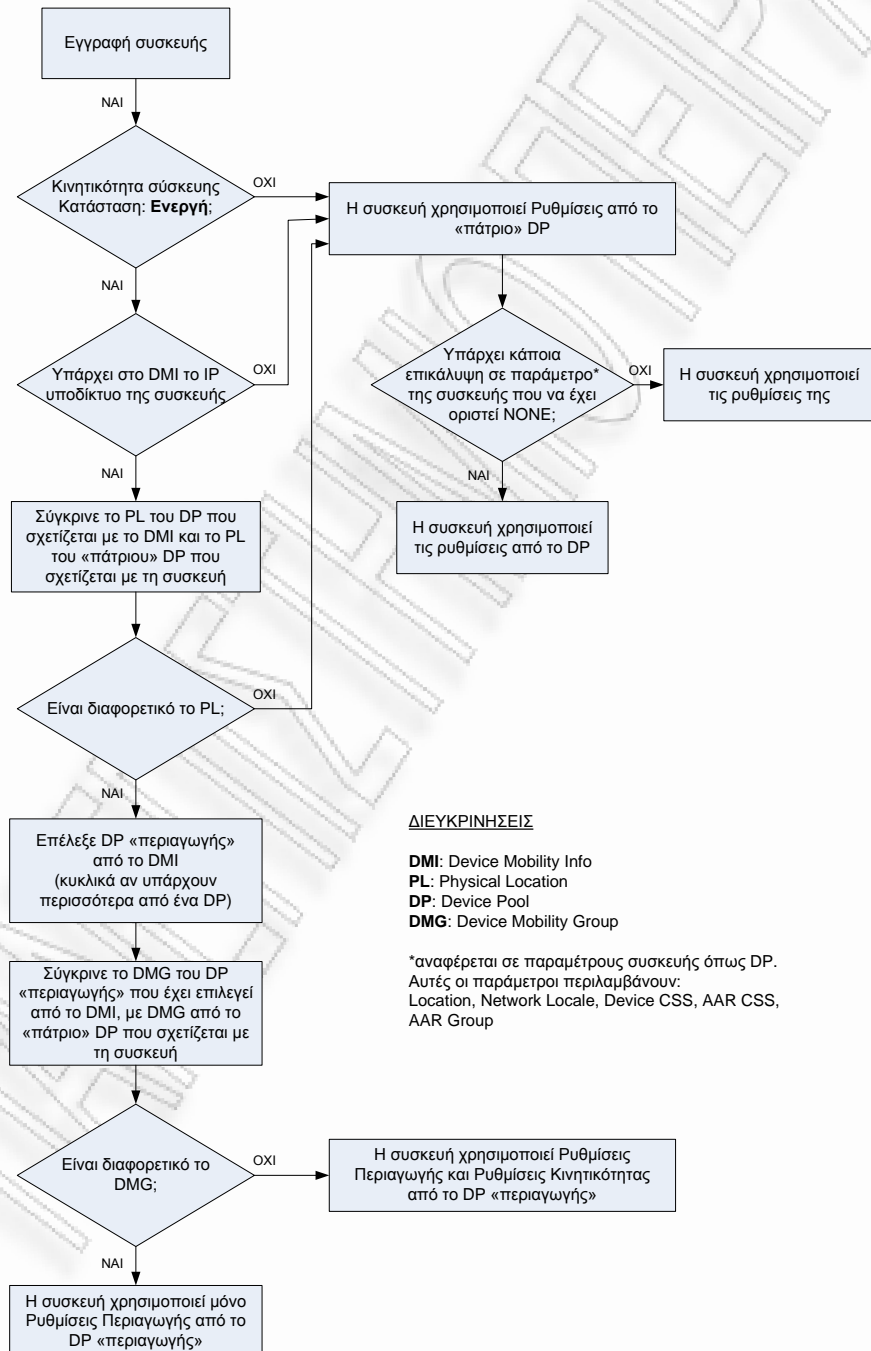 Εγγραφή συσκευής
ΝΑΙ
Κινητικότητα σύσκευης
Κατάσταση: Ενεργή;
ΟΧΙ
Η συσκευή χρησιμοποιεί Ρυθμίσεις από το
«πάτριο» DP
ΝΑΙ
Υπάρχει στο DMI το IP
υποδίκτυο της συσκευής
ΟΧΙ
Υπάρχει κάποια
επικάλυψη σε παράμετρο*
της συσκευής που να έχει
οριστεί NONE;
ΟΧΙ
Η συσκευή χρησιμοποιεί
τις ρυθμίσεις της
ΝΑΙ
ΝΑΙ
Σύγκρινε το PL του DP που
σχετίζεται με το DMI και το PL
του «πάτριου» DP που
σχετίζεται με τη συσκευή
Η συσκευή χρησιμοποιεί
τις ρυθμίσεις από το DP
Είναι διαφορετικό το PL;
ΟΧΙ
ΝΑΙ
Επέλεξε DP «περιαγωγής»
από το DMI
(κυκλικά αν υπάρχουν
περισσότερα από ένα DP)
ΔΙΕΥΚΡΙΝΗΣΕΙΣ
DMI: Device Mobility Info
PL: Physical Location
DP: Device Pool
DMG: Device Mobility Group
*αναφέρεται σε παραμέτρους συσκευής όπως DP.
Αυτές οι παράμετροι περιλαμβάνουν:
Location, Network Locale, Device CSS, AAR CSS,
AAR Group
Σύγκρινε το DMG του DP
«περιαγωγής» που έχει επιλεγεί
από το DMI, με DMG από το
«πάτριο» DP που σχετίζεται με
τη συσκευή
Είναι διαφορετικό το
DMG;
ΟΧΙ
Η συσκευή χρησιμοποιεί Ρυθμίσεις
Περιαγωγής και Ρυθμίσεις Κινητικότητας
από το DP «περιαγωγής»
ΝΑΙ
Η συσκευή χρησιμοποιεί μόνο
Ρυθμίσεις Περιαγωγής από το
DP «περιαγωγής»